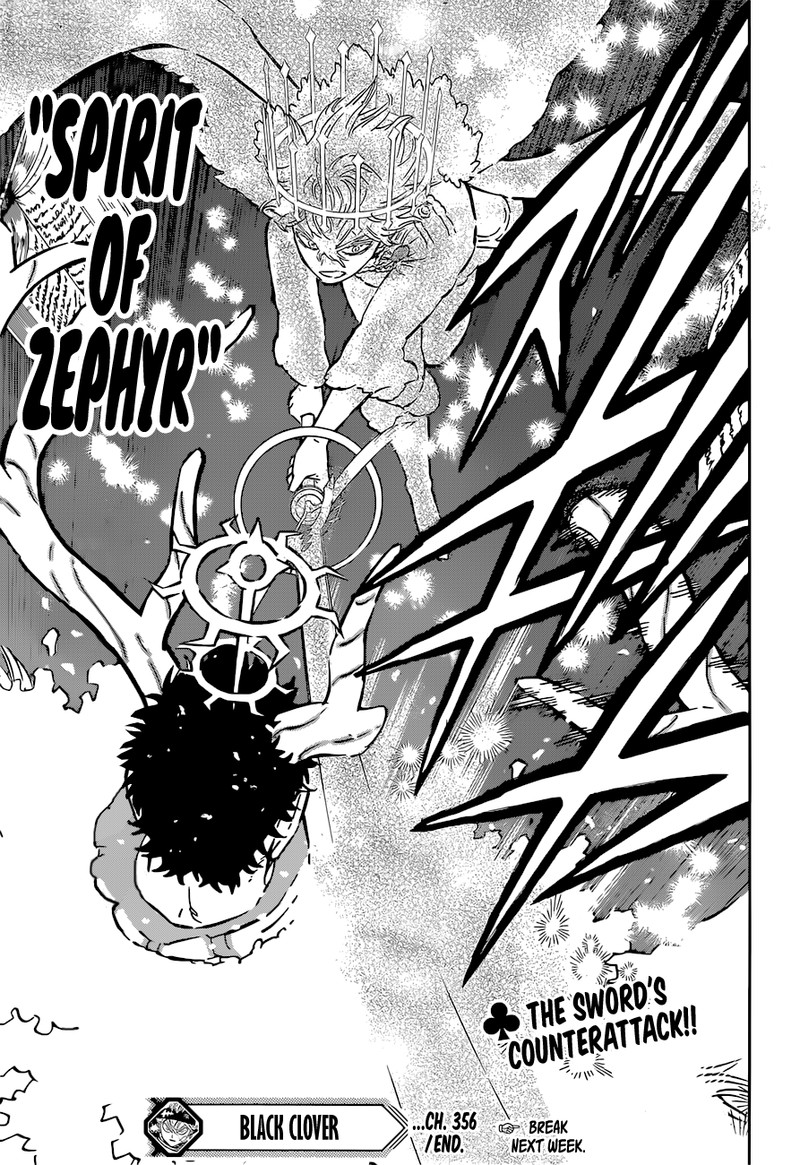 "SPIRIT
OF
ZEPHYR"
THE SWORD'S
COUNTERATTACK!!
BLACK CLOVER
...CH. 356
/END.
BREAK
NEXT WEEK.